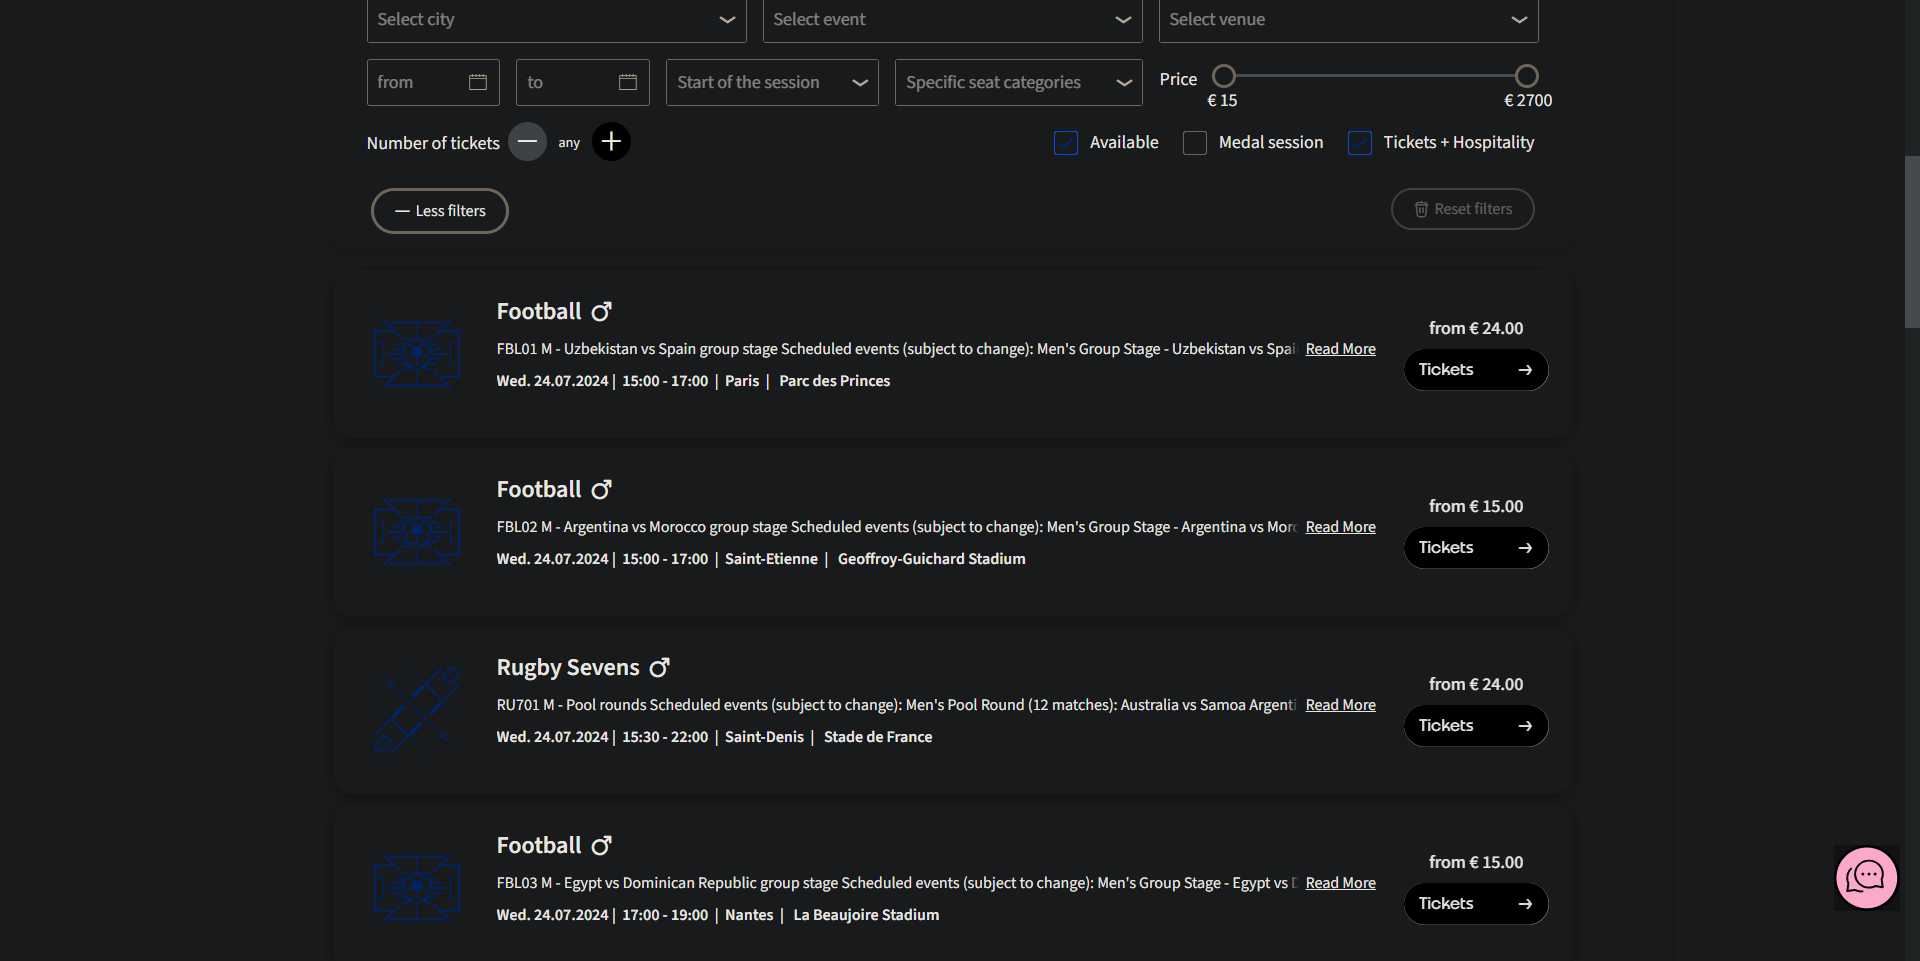 Select city
Select event
Select venue
from
to
Start of the session
Specific seat categories
Price
€ 15
€ 2700
Number of tickets
any
Available
Medal session
Tickets + Hospitality
Less filters
Reset filters
Football
FBL01 M - Uzbekistan vs Spain group stage Scheduled events (subject to change): Men's Group Stage - Uzbekistan vs Spai Read More
Wed. 24.07.2024 | 15:00 - 17:00 | Paris | Parc des Princes
from € 24.00
Tickets
Football
FBL02 M - Argentina vs Morocco group stage Scheduled events (subject to change): Men's Group Stage - Argentina vs Moro Read More
Wed. 24.07.2024 | 15:00 - 17:00 | Saint-Etienne | Geoffroy-Guichard Stadium
from € 15.00
Tickets
Rugby Sevens
RU701 M - Pool rounds Scheduled events (subject to change): Men's Pool Round (12 matches): Australia vs Samoa Argenti Read More
Wed. 24.07.2024 | 15:30 - 22:00 | Saint-Denis | Stade de France
from € 24.00
Tickets
Football
FBL03 M - Egypt vs Dominican Republic group stage Scheduled events (subject to change): Men's Group Stage - Egypt vs D Read More
Wed. 24.07.2024 | 17:00 - 19:00 | Nantes | La Beaujoire Stadium
from € 15.00
Tickets